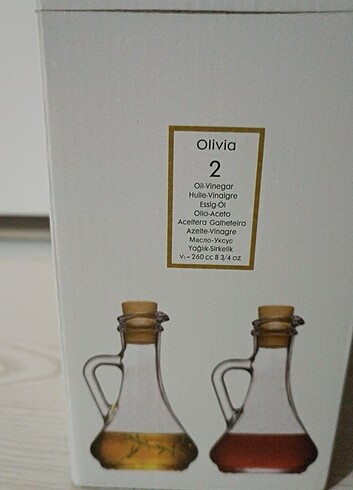 Olivia
2
Oil-Vinegar
Huile-Vinaigre
Essig-Öl
Olio-Aceto
Aceitera Galheteiro
Azeite-Vinagre
Масло-Уксус
Yağlık-Sirkelik
V₁ – 260 cc 8 3/4 oz